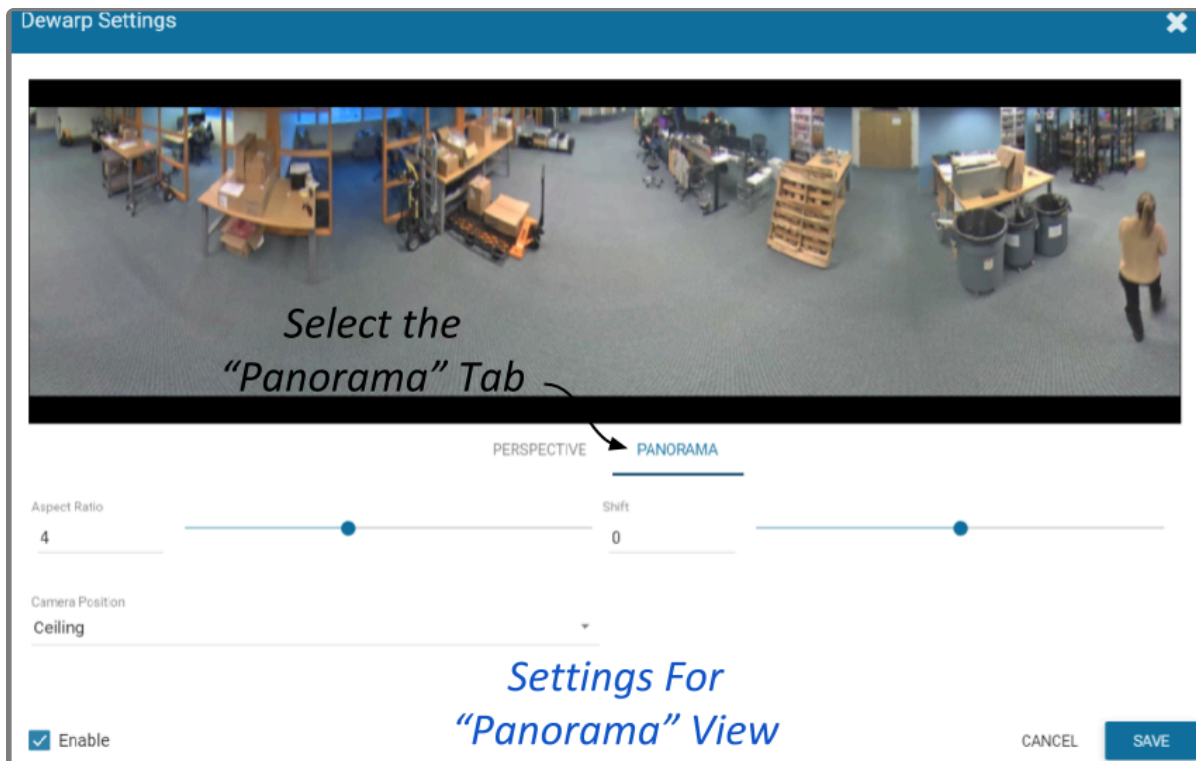 Dewarp Settings
Select the
“Panorama” Tab
PERSPECTIVE
PANORAMA
Aspect Ratio
4
Shift
0
Camera Position
Ceiling
Settings For
“Panorama” View
Enable
CANCEL
SAVE